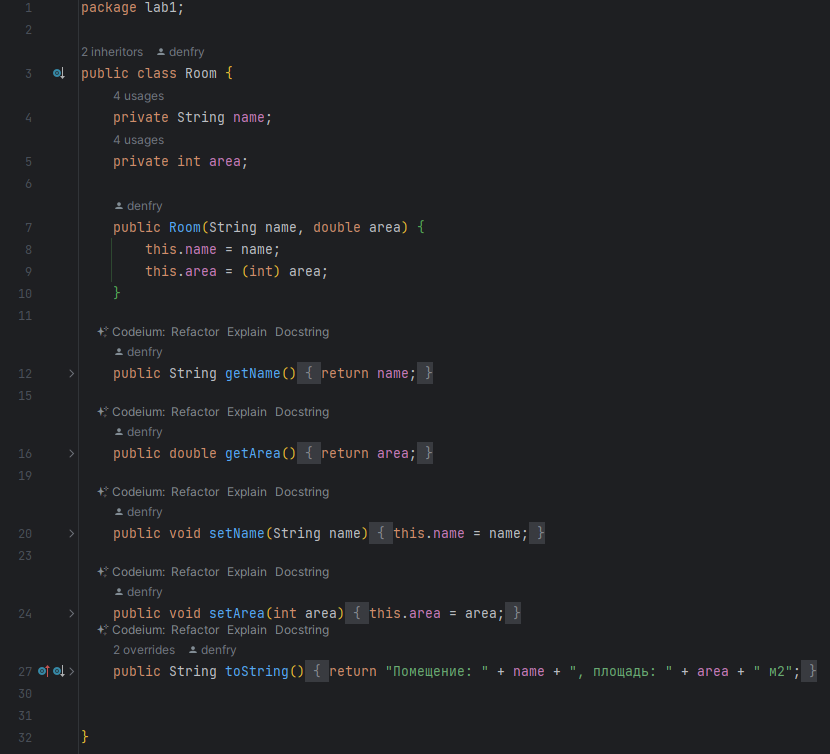 1 package lab1;
2
2 inheritors denfry
3 public class Room {
4 usages
4 private String name;
4 usages
5 private int area;
6
denfry
7 public Room(String name, double area) {
8 this.name = name;
9 this.area = (int) area;
10 }
11
Codeium: Refactor Explain Docstring
denfry
12 public String getName() { return name; }
15
Codeium: Refactor Explain Docstring
denfry
16 public double getArea() { return area; }
19
Codeium: Refactor Explain Docstring
denfry
20 public void setName(String name) { this.name = name; }
23
Codeium: Refactor Explain Docstring
denfry
24 public void setArea(int area) { this.area = area; }
Codeium: Refactor Explain Docstring
2 overrides denfry
27 public String toString() { return "Помещение: " + name + ", площадь: " + area + " м2"; }
30
31
32 }